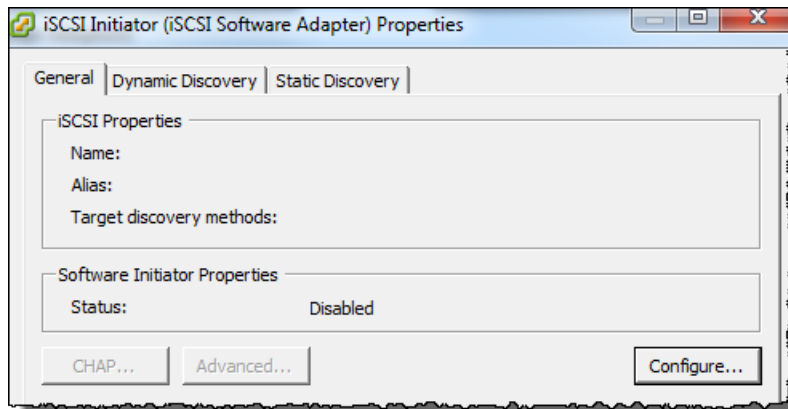 iSCSI Initiator (iSCSI Software Adapter) Properties
General
Dynamic Discovery
Static Discovery
iSCSI Properties
Name:
Alias:
Target discovery methods:
Software Initiator Properties
Status: Disabled
CHAP... Advanced... Configure...